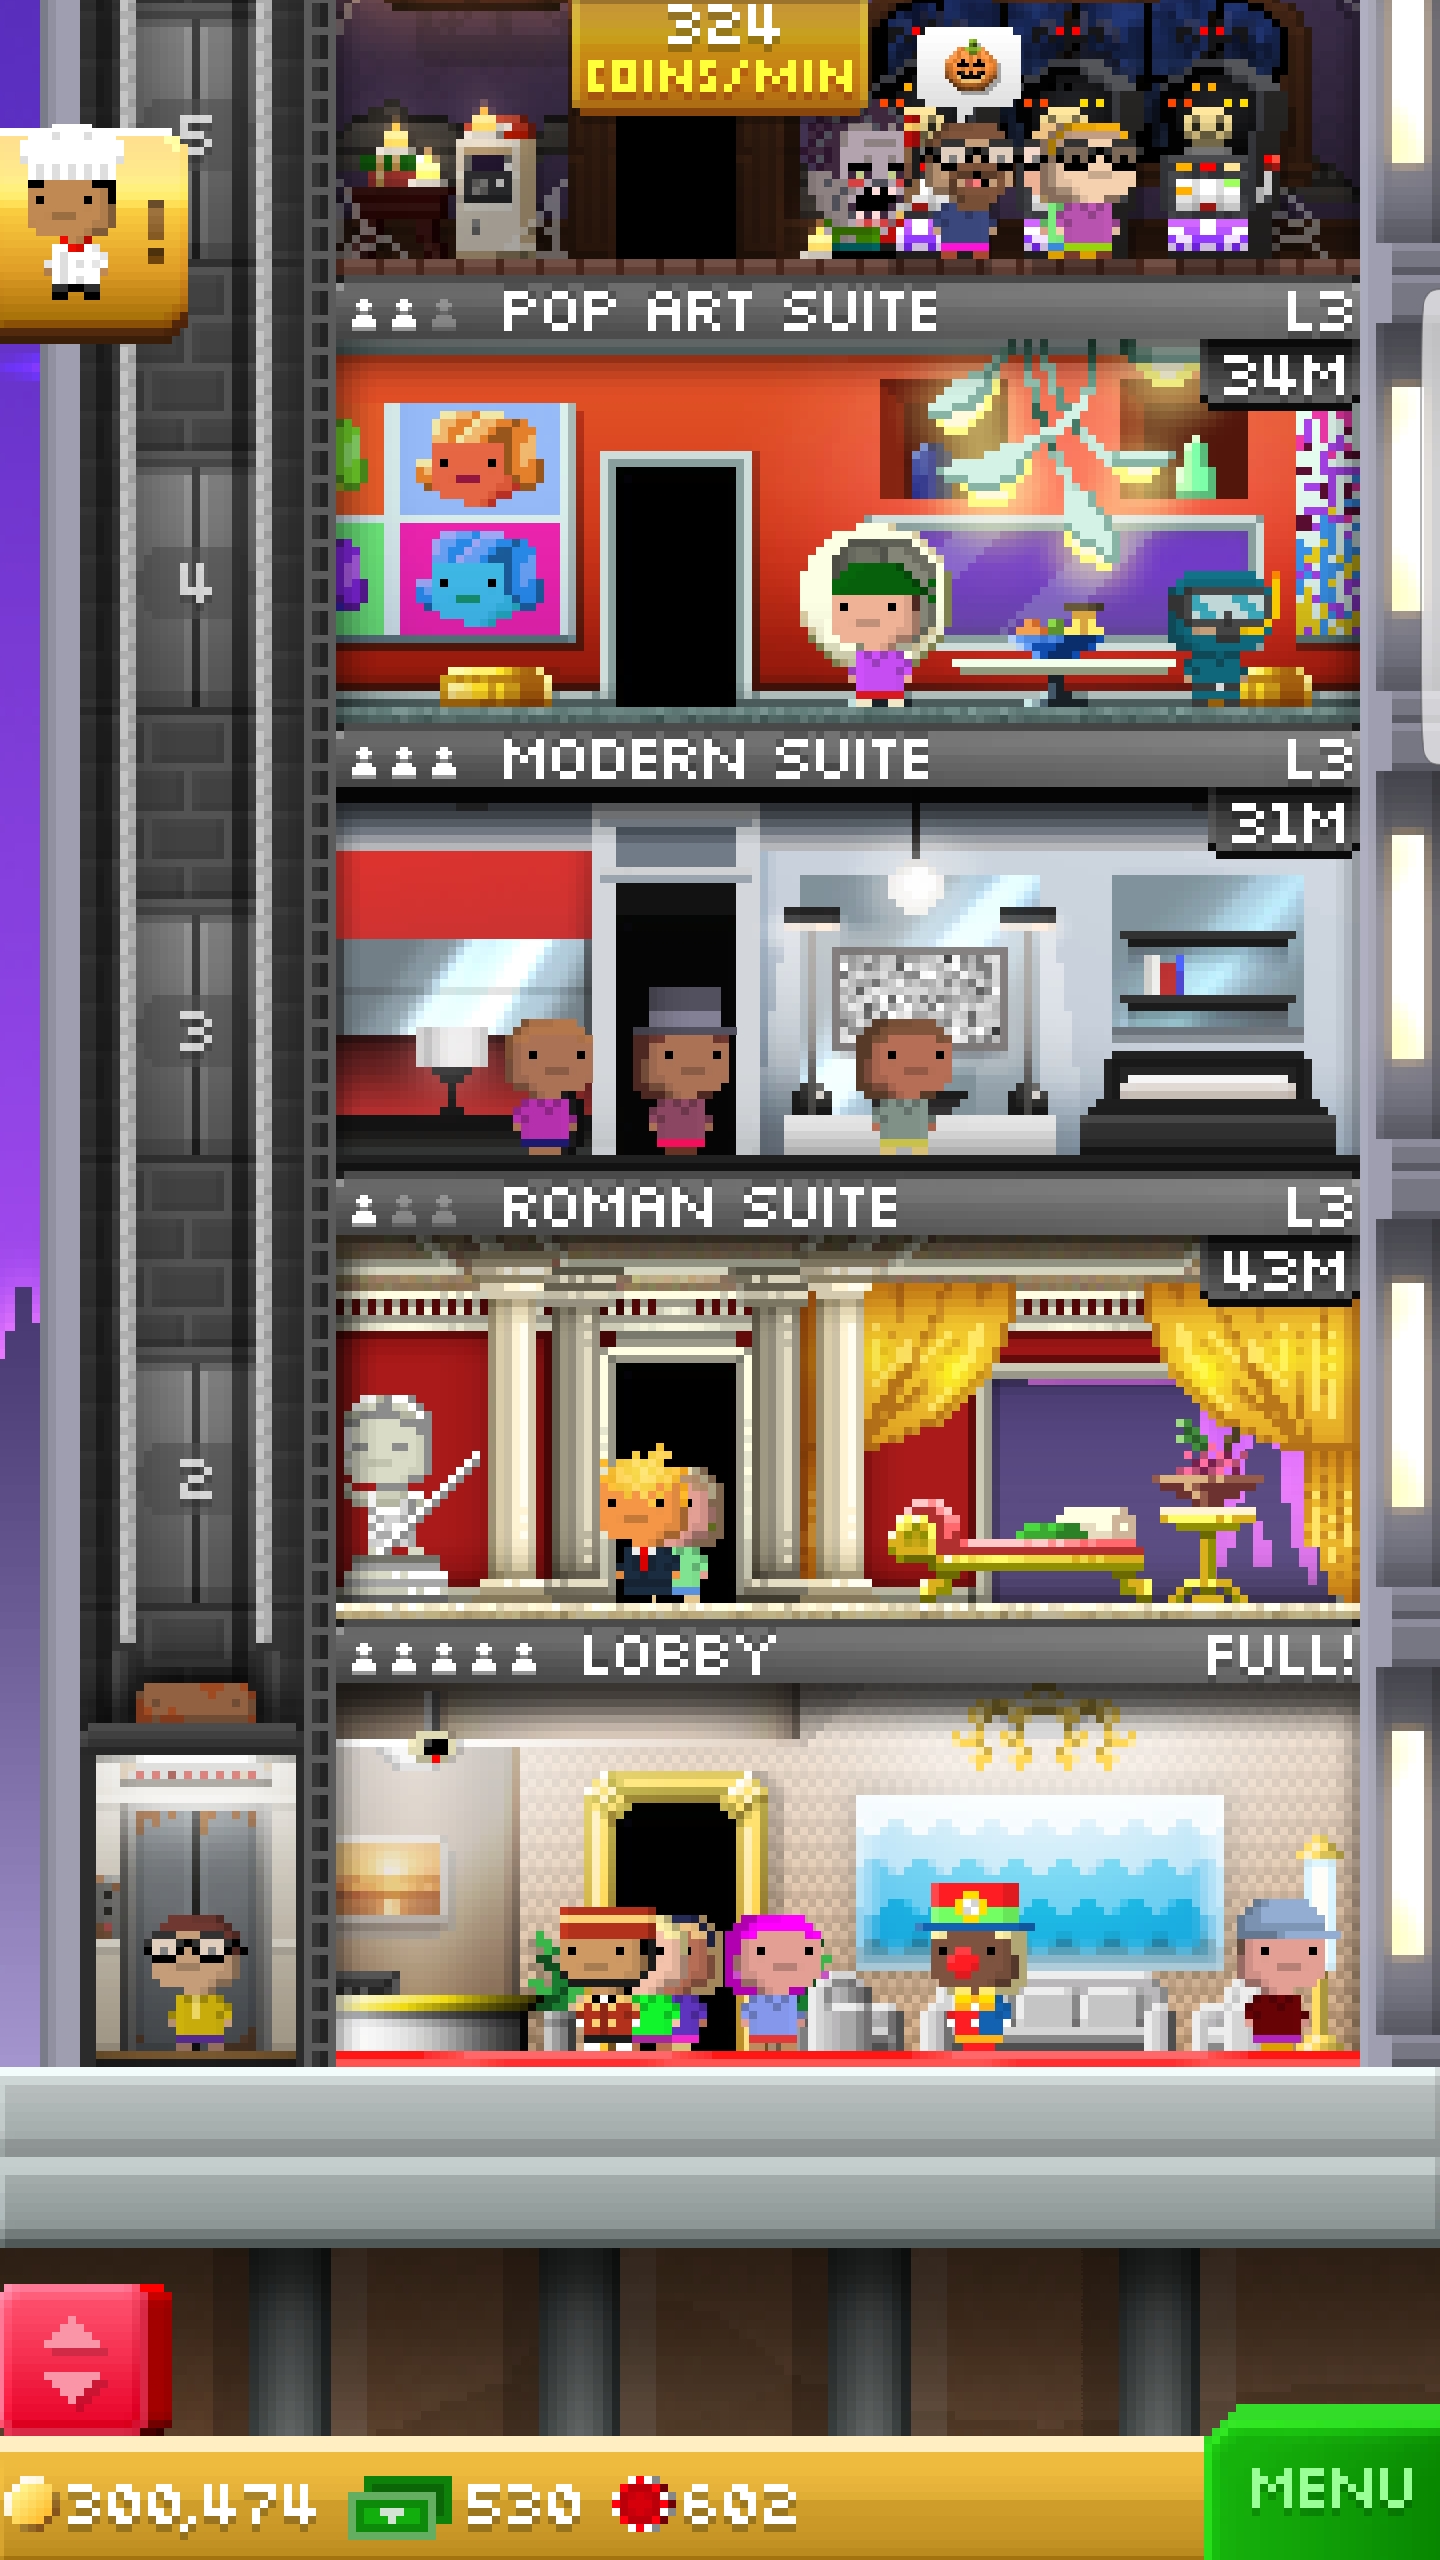 324
COINS/MIN
5
!
POP ART SUITE L3
34M
4
MODERN SUITE L3
31M
3
ROMAN SUITE L3
43M
2
LOBBY FULL!
300,474 530 602
MENU